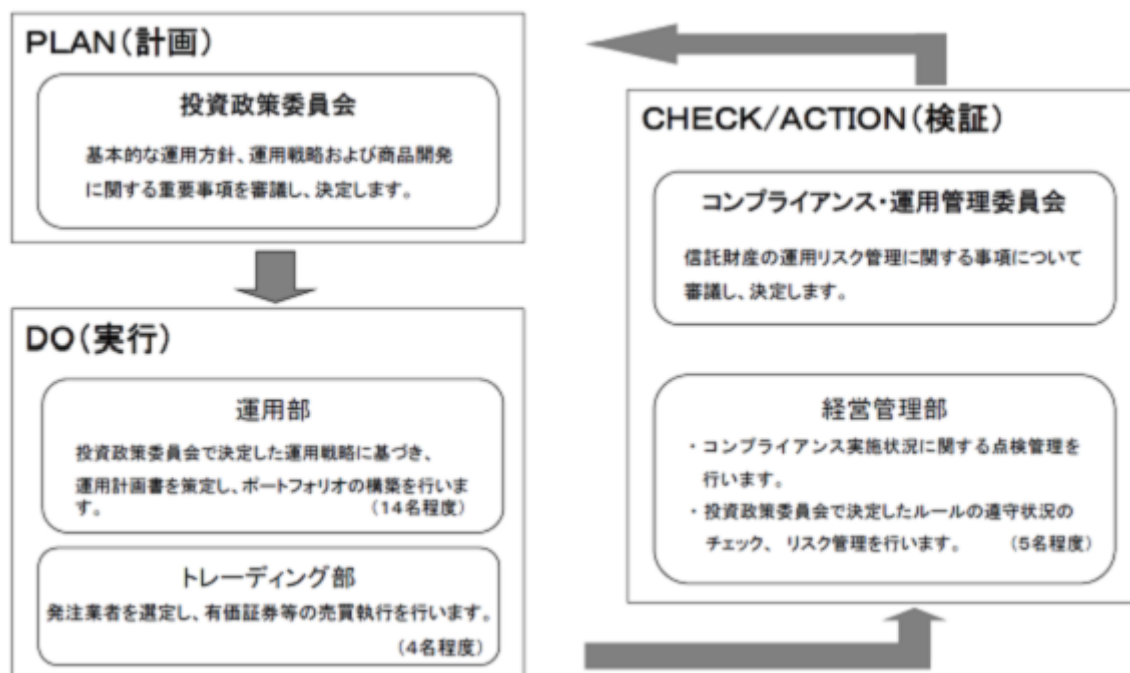 PLAN(計画)
投資政策委員会
基本的な運用方針、運用戦略および商品開発
に関する重要事項を審議し、決定します。
DO(実行)
運用部
投資政策委員会で決定した運用戦略に基づき、
運用計画書を策定し、ポートフォリオの構築を行いま
す。 (14名程度)
トレーディング部
発注業者を選定し、有価証券等の売買執行を行います。
(4名程度)
CHECK/ACTION(検証)
コンプライアンス・運用管理委員会
信託財産の運用リスク管理に関する事項について
審議し、決定します。
経営管理部
・コンプライアンス実施状況に関する点検管理を
行います。
・投資政策委員会で決定したルールの遵守状況の
チェック、 リスク管理を行います。 (5名程度)